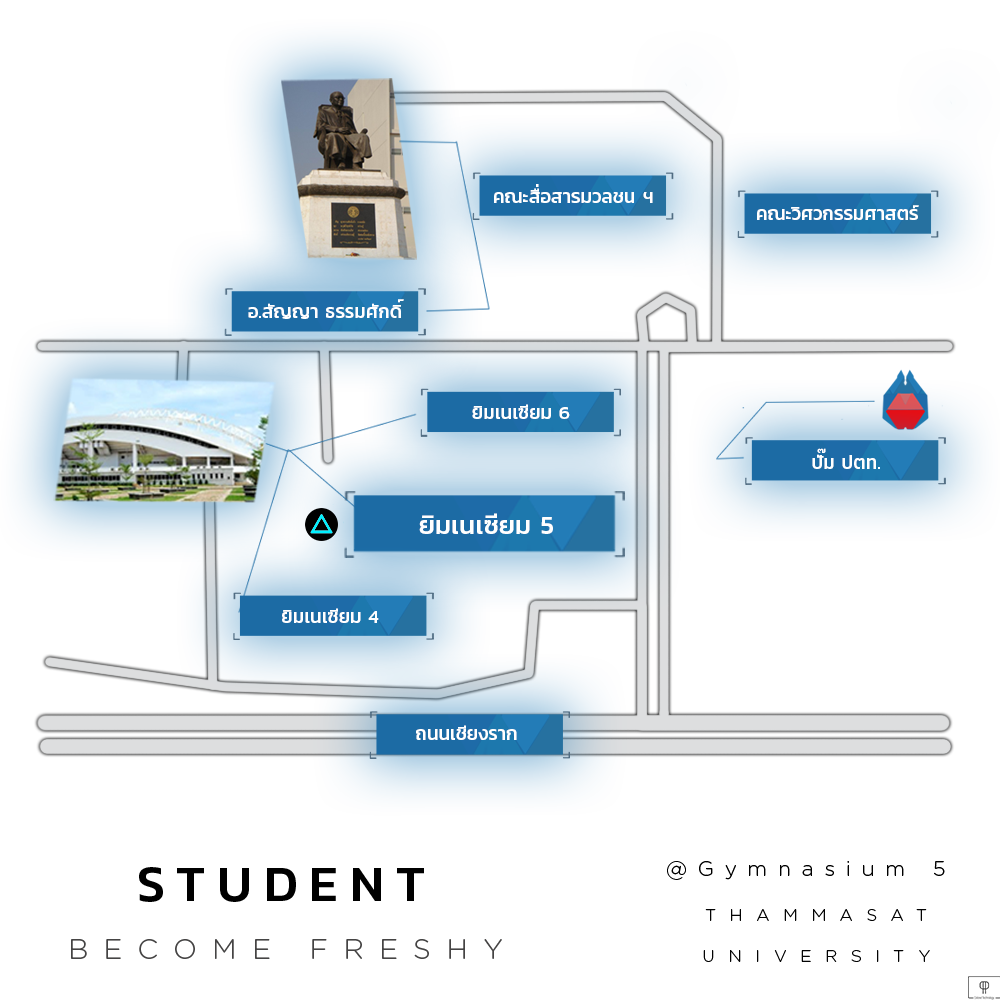 คณะสื่อสารมวลชน ฯ
คณะวิศวกรรมศาสตร์
อ.สัญญา ธรรมศักดิ์
ยิมเนเซียม 6
ปั๊ม ปตท.
ยิมเนเซียม 5
ยิมเนเซียม 4
ถนนเชียงราก
STUDENT
BECOME FRESHY
@Gymnasium 5
THAMMASAT
UNIVERSITY